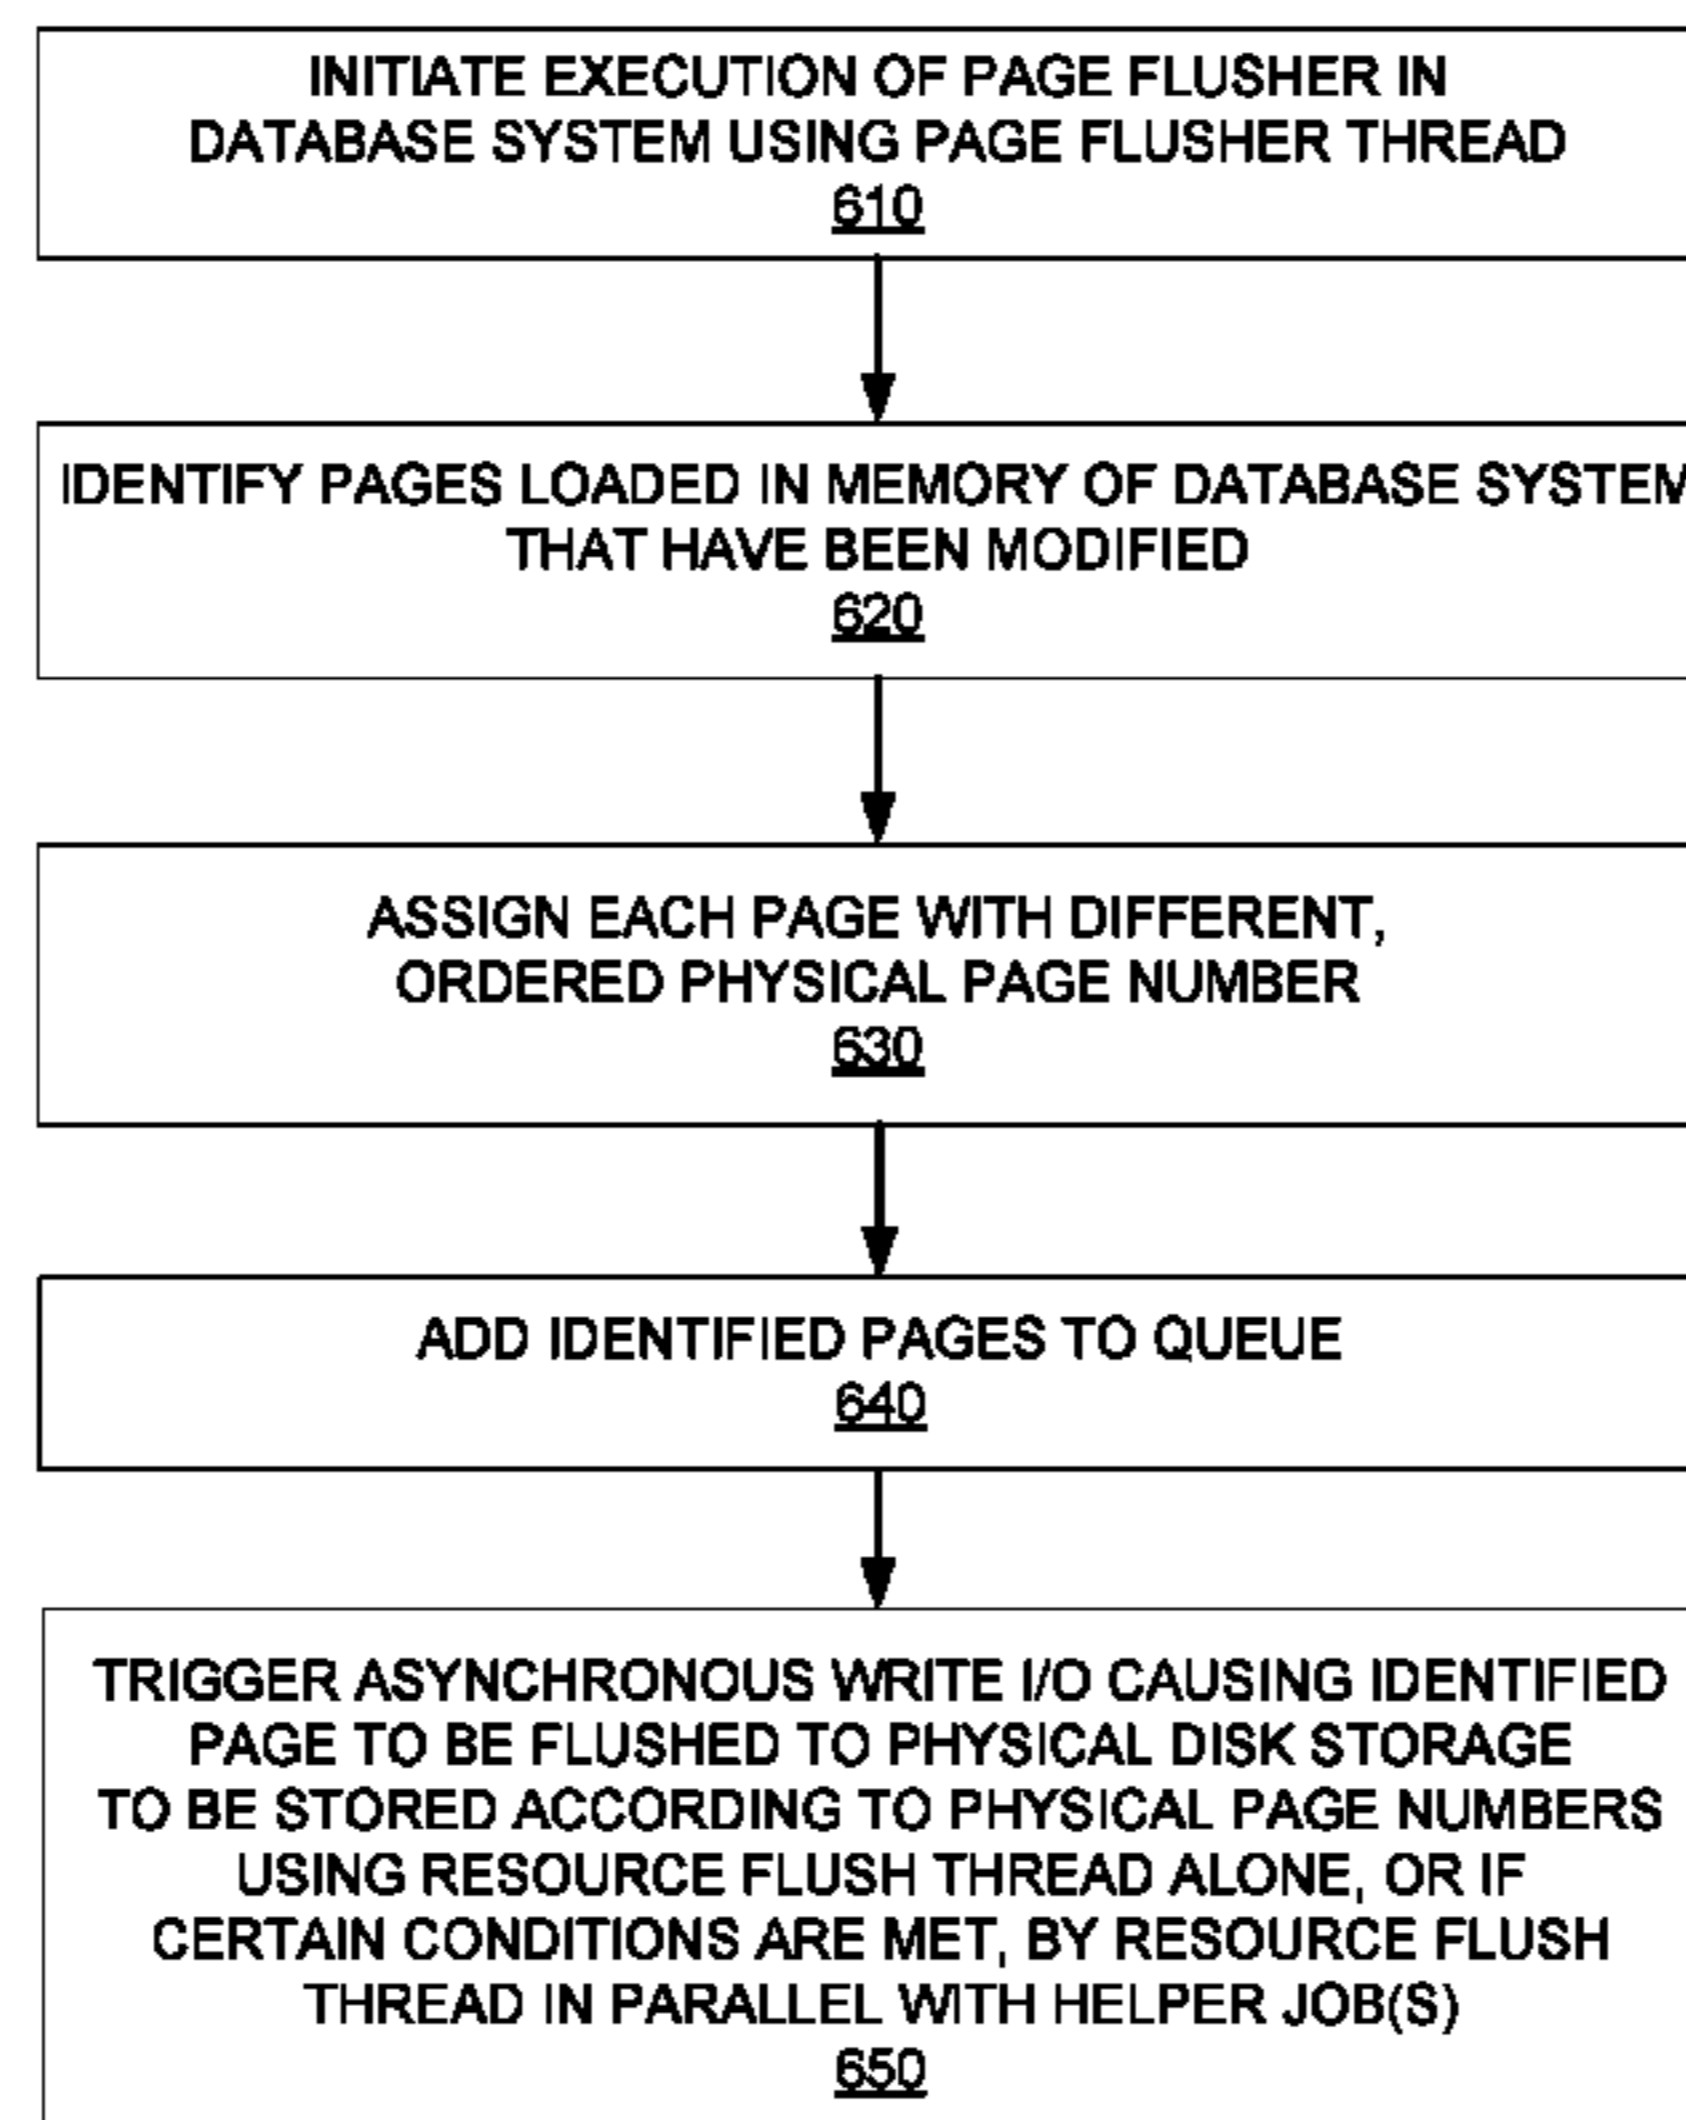 INITIATE EXECUTION OF PAGE FLUSHER IN
DATABASE SYSTEM USING PAGE FLUSHER THREAD
610
IDENTIFY PAGES LOADED IN MEMORY OF DATABASE SYSTEM
THAT HAVE BEEN MODIFIED
620
ASSIGN EACH PAGE WITH DIFFERENT,
ORDERED PHYSICAL PAGE NUMBER
630
ADD IDENTIFIED PAGES TO QUEUE
640
TRIGGER ASYNCHRONOUS WRITE I/O CAUSING IDENTIFIED
PAGE TO BE FLUSHED TO PHYSICAL DISK STORAGE
TO BE STORED ACCORDING TO PHYSICAL PAGE NUMBERS
USING RESOURCE FLUSH THREAD ALONE, OR IF
CERTAIN CONDITIONS ARE MET, BY RESOURCE FLUSH
THREAD IN PARALLEL WITH HELPER JOB(S)
650